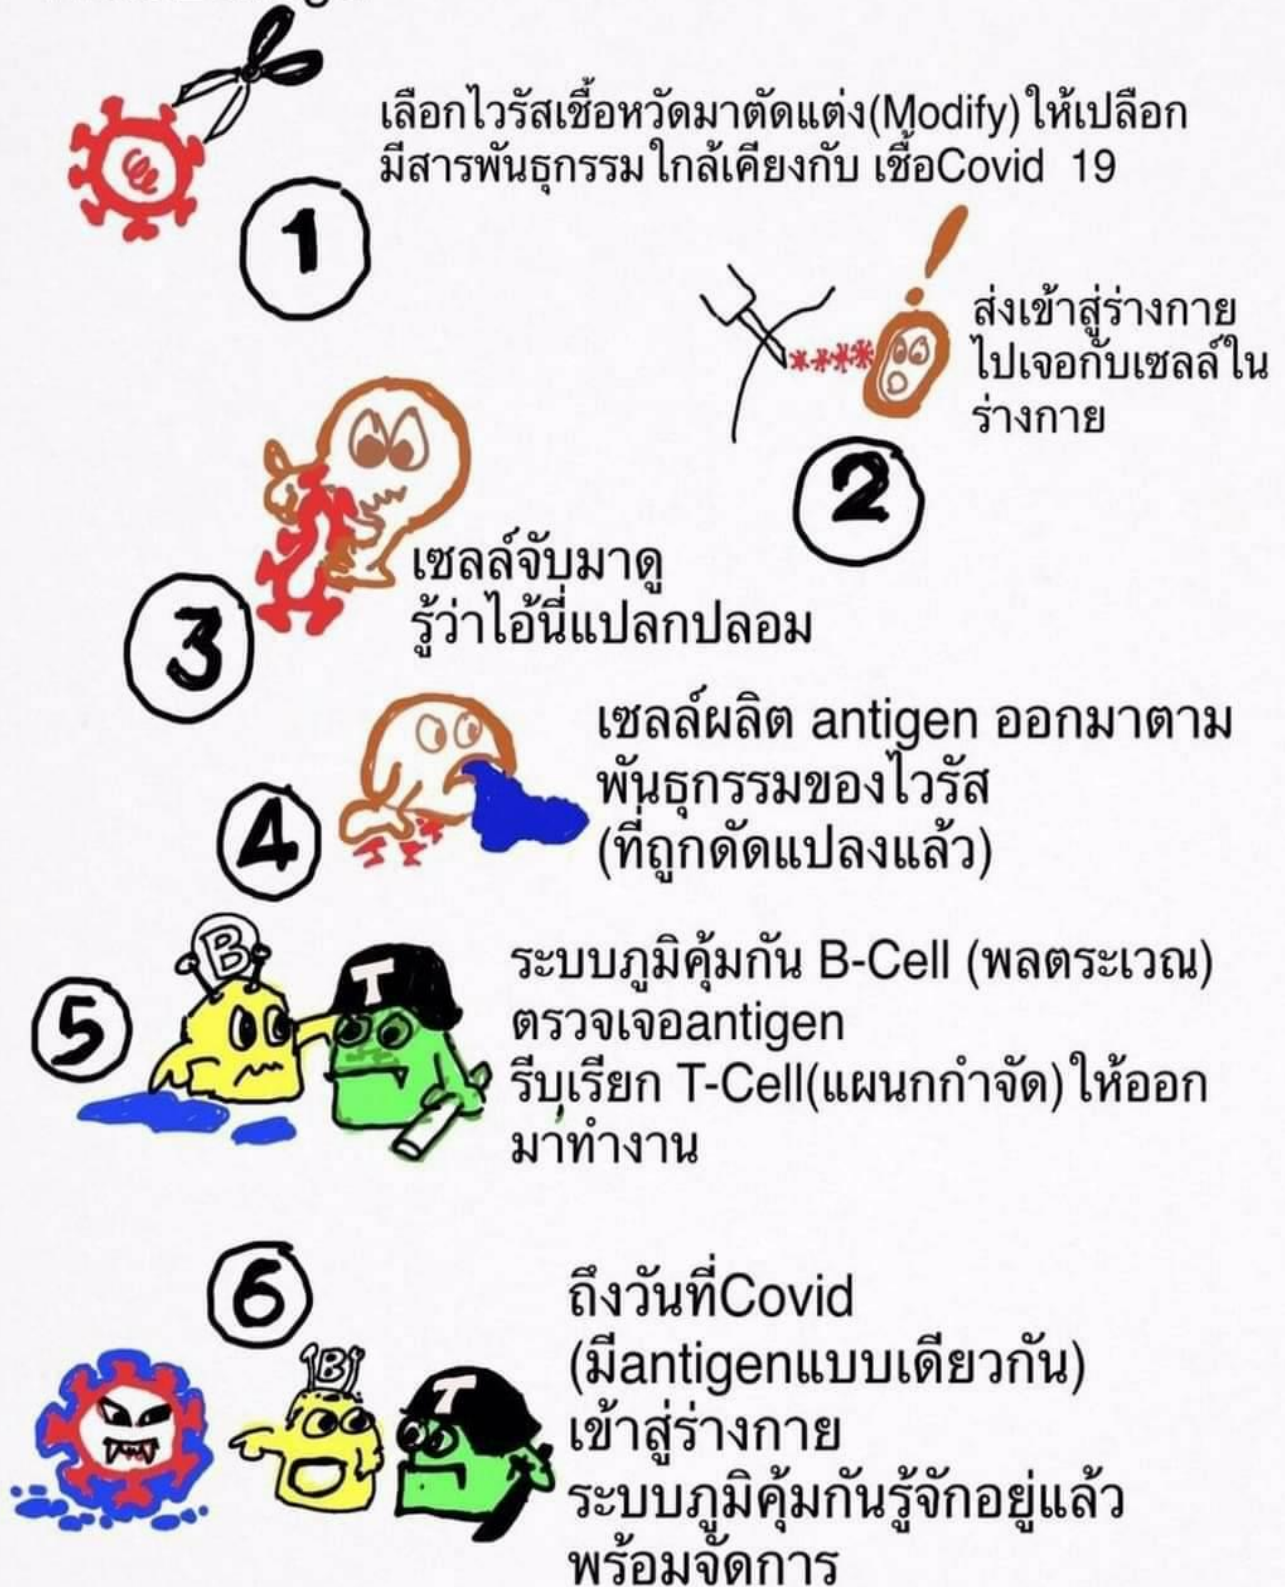 เลือกไวรัสเชื้อหวัดมาตัดแต่ง(Modify) ให้เปลือก
มีสารพันธุกรรม ใกล้เคียงกับ เชื้อCovid 19
1
ส่งเข้าสู่ร่างกาย
ไปเจอกับเซลล์ใน
ร่างกาย
2
เซลล์จับมาดู
รู้ว่าไอ้นี่แปลกปลอม
3
เซลล์ผลิต antigen ออกมาตาม
พันธุกรรมของไวรัส
(ที่ถูกดัดแปลงแล้ว)
4
B
T
ระบบภูมิคุ้มกัน B-Cell (พลตระเวณ)
ตรวจเจอantigen
รีบเรียก T-Cell(แผนกกำจัด) ให้ออก
มาทำงาน
5
6
ถึงวันที่Covid
(มีantigenแบบเดียวกัน)
เข้าสู่ร่างกาย
ระบบภูมิคุ้มกันรู้จักอยู่แล้ว
พร้อมจัดการ
B
T